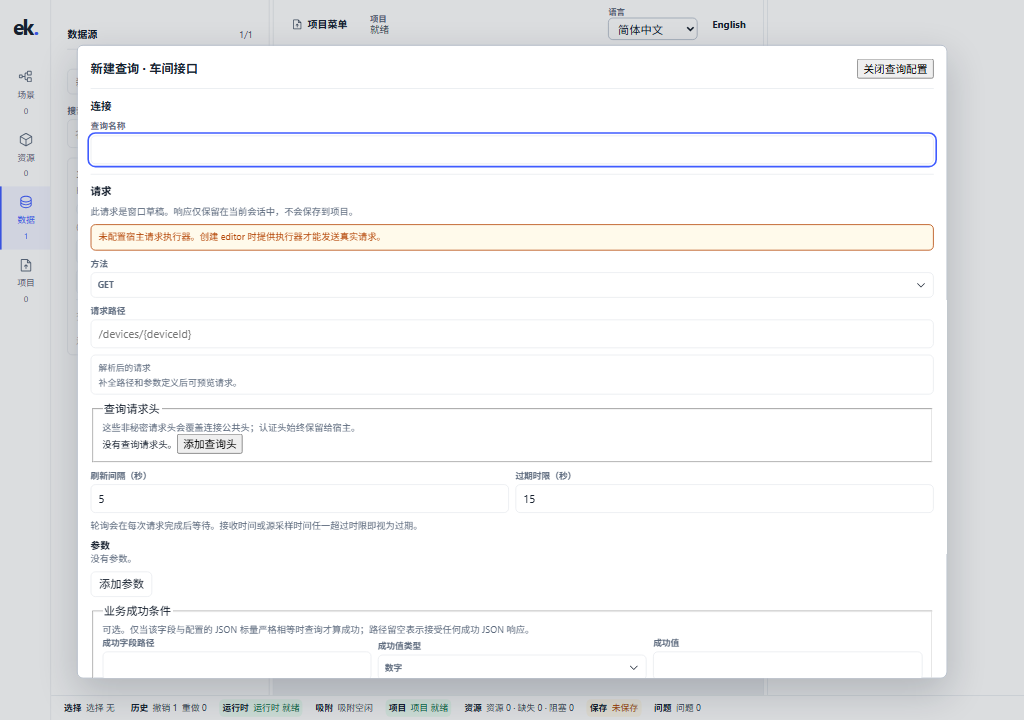 ek.
数据源
1/1
项目菜单
项目
就绪
语言
简体中文
English
场景
0
资源
0
数据
1
项目
0
新建查询 · 车间接口
关闭查询配置
连接
查询名称
请求
此请求是窗口草稿。响应仅保留在当前会话中，不会保存到项目。
未配置宿主请求执行器。创建 editor 时提供执行器才能发送真实请求。
方法
GET
请求路径
/devices/{deviceId}
解析后的请求
补全路径和参数定义后可预览请求。
查询请求头
这些非秘密请求头会覆盖连接公共头；认证头始终保留给宿主。
没有查询请求头。 添加查询头
刷新间隔（秒） 过期时限（秒）
5 15
轮询会在每次请求完成后等待。接收时间或源采样时间任一超过时限即视为过期。
参数
没有参数。
添加参数
业务成功条件
可选。仅当该字段与配置的 JSON 标量严格相等时查询才算成功；路径留空表示接受任何成功 JSON 响应。
成功字段路径 成功值类型 成功值
数字
选择 选择 无 历史 撤销 1 重做 0 运行时 运行时 就绪 吸附 吸附空闲 项目 项目 就绪 资源 资源 0 · 缺失 0 · 阻塞 0 保存 未保存 问题 问题 0